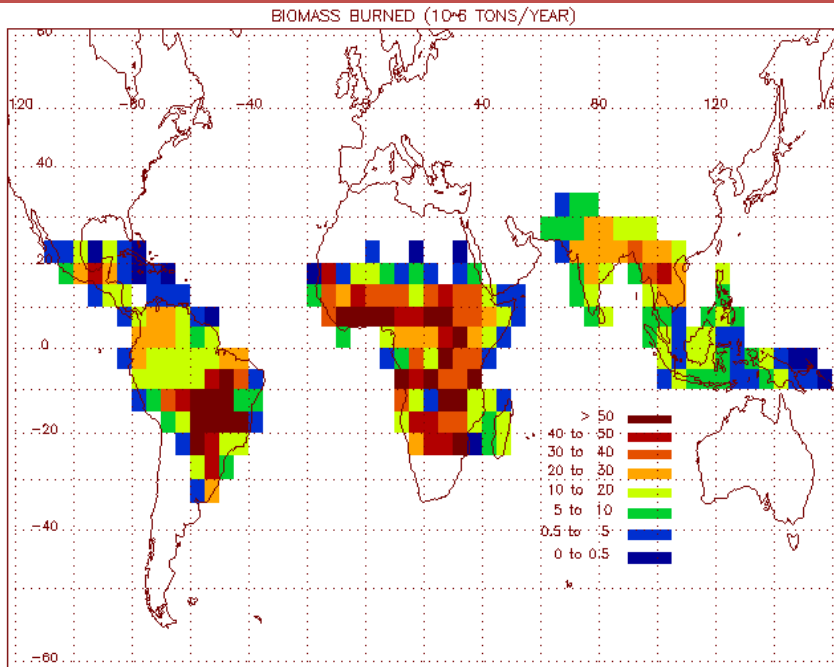 BIOMASS BURNED (10^6 TONS/YEAR)
120 -80 -40 40 80 120
40
20
0
-20
-40
-60
> 50
40 to 50
30 to 40
20 to 30
10 to 20
5 to 10
0.5 to 5
0 to 0.5